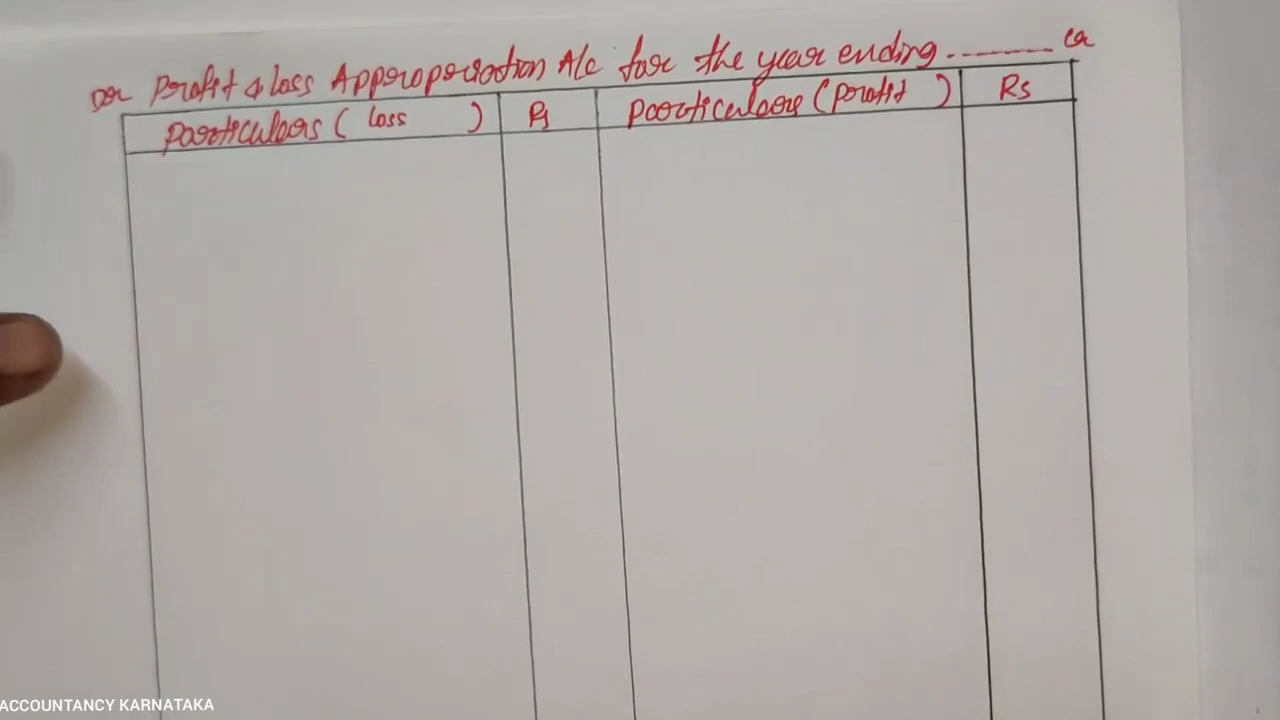 Dr Profit & loss Appropriation A/c for the year ending ........ Cr
particulars ( loss ) Rs particulars ( profit ) Rs
ACCOUNTANCY KARNATAKA